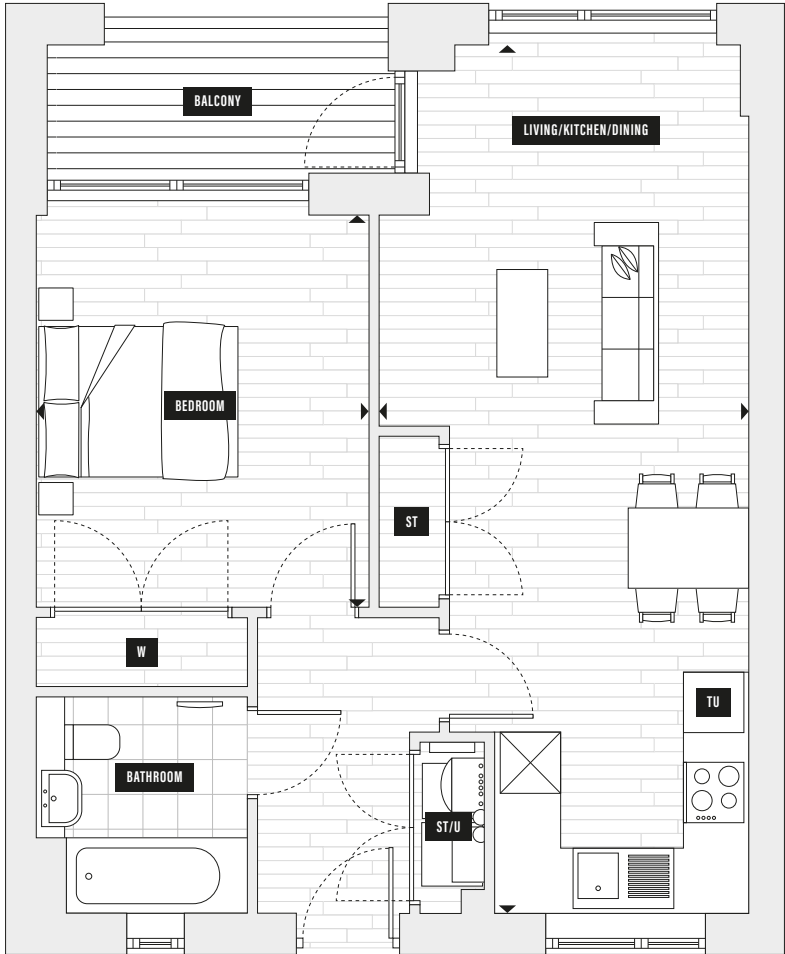 BALCONY
LIVING/KITCHEN/DINING
BEDROOM
ST
W
TU
BATHROOM
ST/U